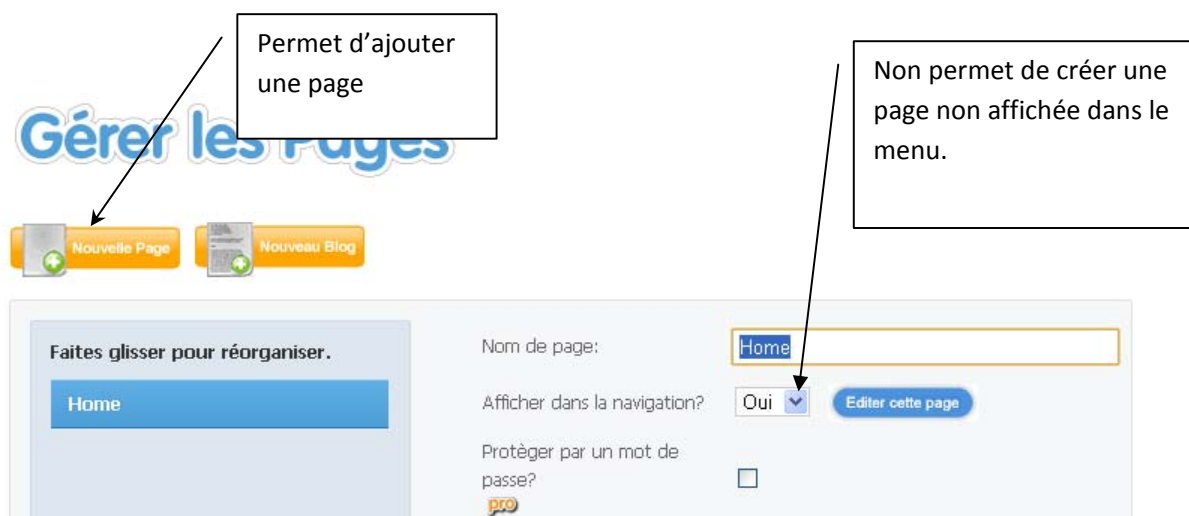 Permet d’ajouter
une page
Non permet de créer une
page non affichée dans le
menu.
Gérer les Pages
Nouvelle Page
Nouveau Blog
Faites glisser pour réorganiser.
Home
Nom de page:
Home
Afficher dans la navigation?
Oui
Editer cette page
Protèger par un mot de
passe?
pro